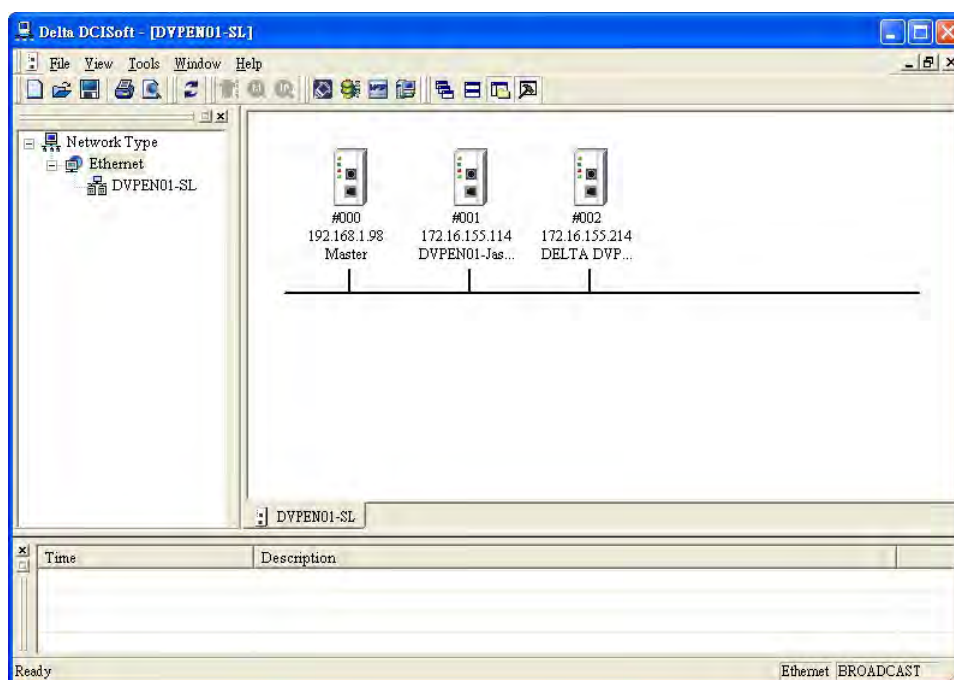 Delta DCISoft - [DVPEN01-SL]
File View Tools Window Help
Network Type
Ethernet
DVPEN01-SL
#000
192.168.1.98
Master
#001
172.16.155.114
DVPEN01-Jas...
#002
172.16.155.214
DELTA DVP...
DVPEN01-SL
Time Description
Ready Ethernet BROADCAST